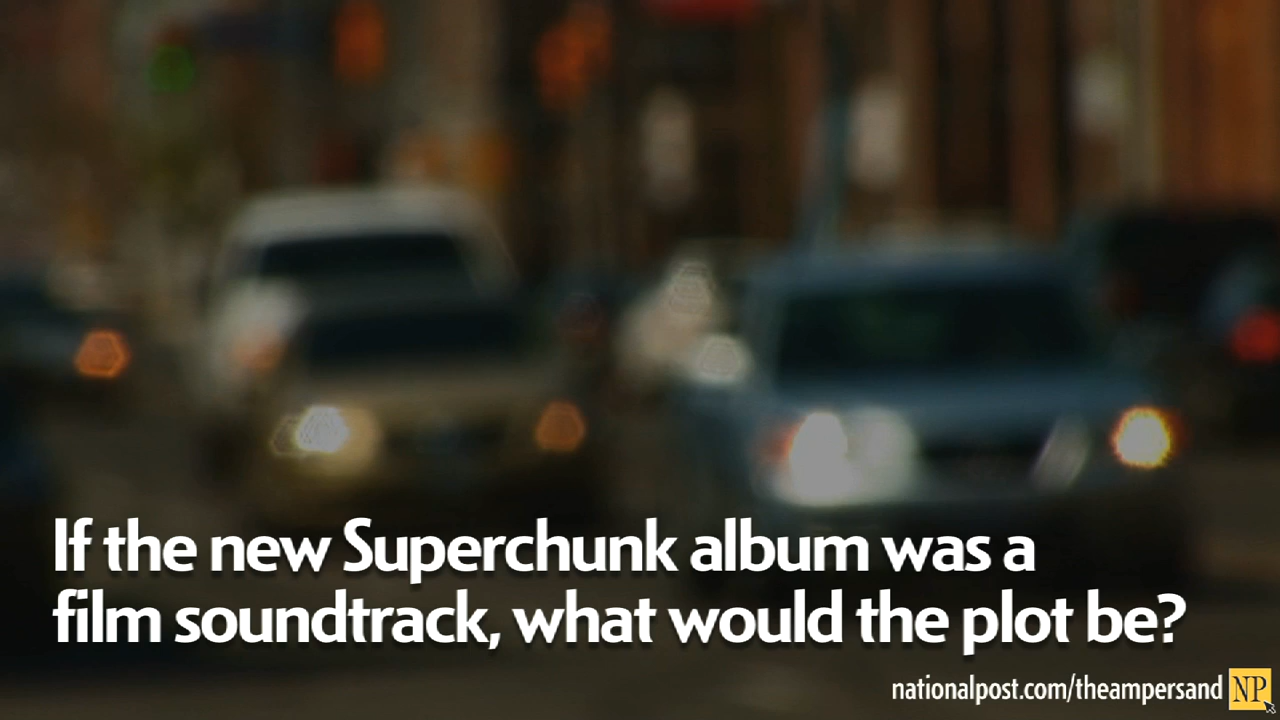 If the new Superchunk album was a
film soundtrack, what would the plot be?
nationalpost.com/theampersand NP